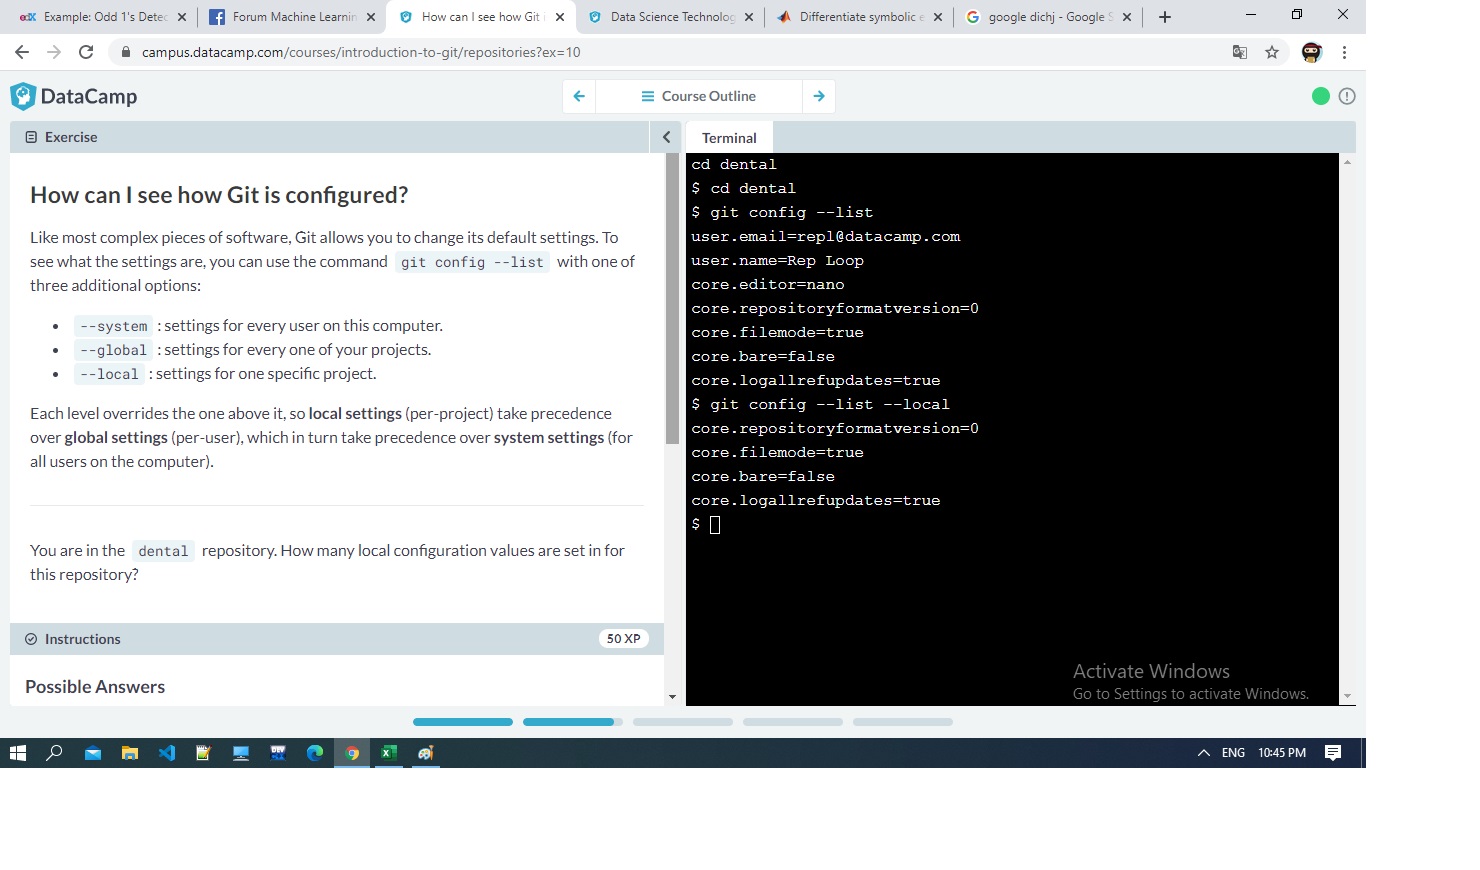 Example: Odd 1's Detec
Forum Machine Learnin
How can I see how Git i
Data Science Technolog
Differentiate symbolic e
google dichj - Google S
campus.datacamp.com/courses/introduction-to-git/repositories?ex=10
DataCamp
Course Outline
Exercise
How can I see how Git is configured?
Like most complex pieces of software, Git allows you to change its default settings. To
see what the settings are, you can use the command git config --list with one of
three additional options:
--system : settings for every user on this computer.
--global : settings for every one of your projects.
--local : settings for one specific project.
Each level overrides the one above it, so local settings (per-project) take precedence
over global settings (per-user), which in turn take precedence over system settings (for
all users on the computer).
You are in the dental repository. How many local configuration values are set in for
this repository?
Instructions
50 XP
Possible Answers
Terminal
cd dental
$ cd dental
$ git config --list
user.email=repl@datacamp.com
user.name=Rep Loop
core.editor=nano
core.repositoryformatversion=0
core.filemode=true
core.bare=false
core.logallrefupdates=true
$ git config --list --local
core.repositoryformatversion=0
core.filemode=true
core.bare=false
core.logallrefupdates=true
$
Activate Windows
Go to Settings to activate Windows.
ENG 10:45 PM